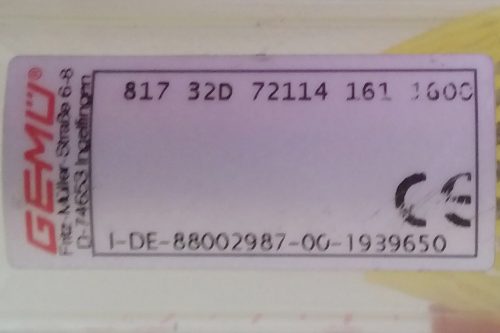 GEMÜ®
Fritz-Müller-Straße 6-8
D-74653 Ingelfingen
817 32D 72114 161 1600
CE
I-DE-88002987-00-1939650